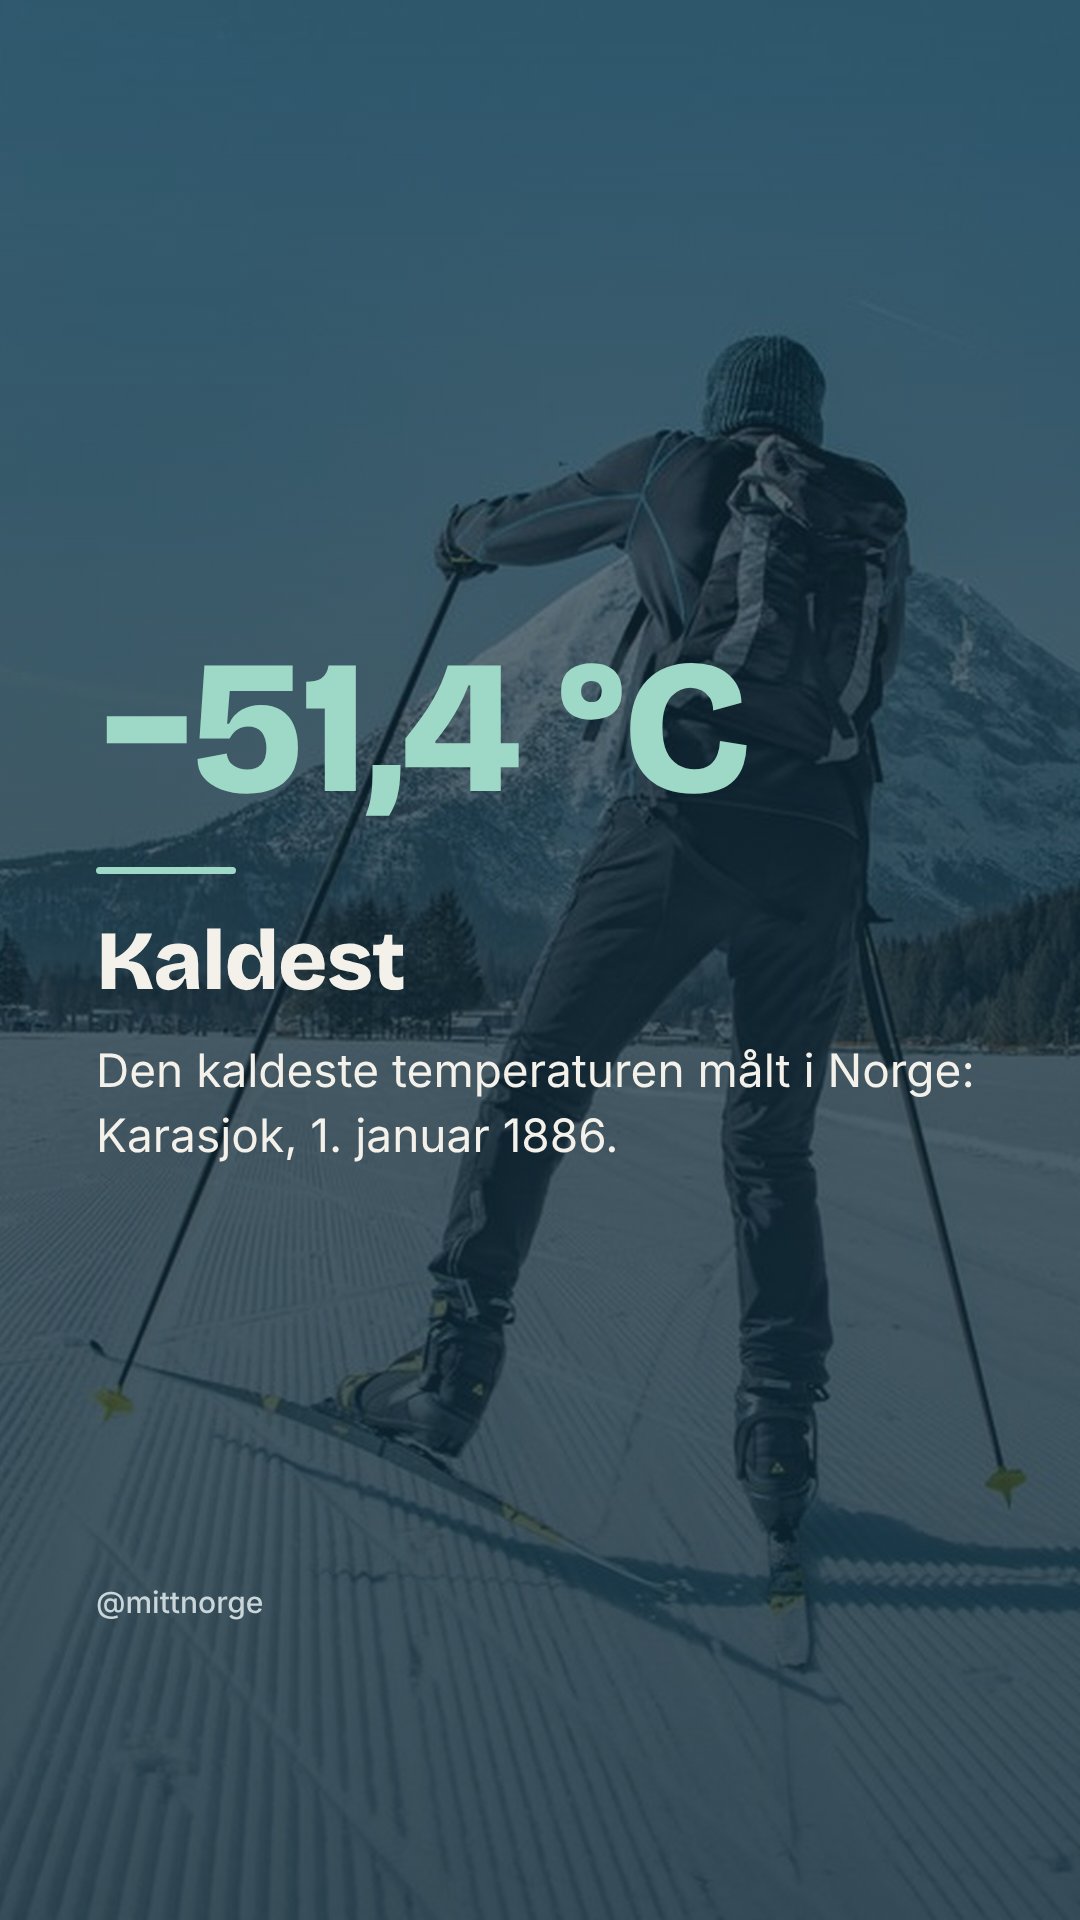 −51,4 °C
Kaldest
Den kaldeste temperaturen målt i Norge:
Karasjok, 1. januar 1886.
@mittnorge